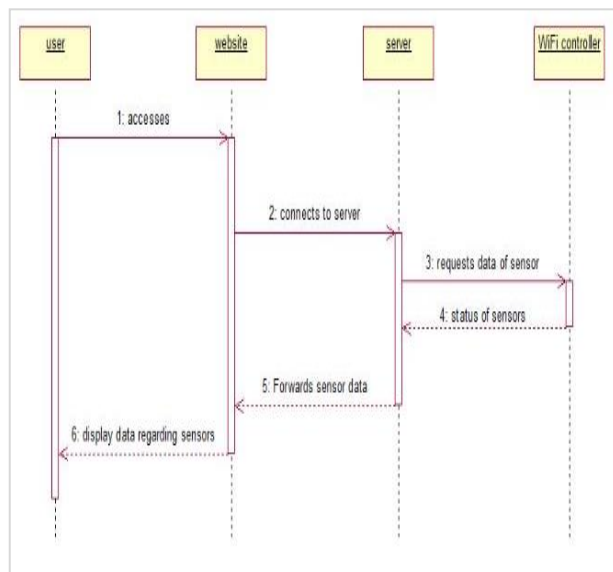 user
website
server
WiFi controller
1: accesses
2: connects to server
3: requests data of sensor
4: status of sensors
5: Forwards sensor data
6: display data regarding sensors